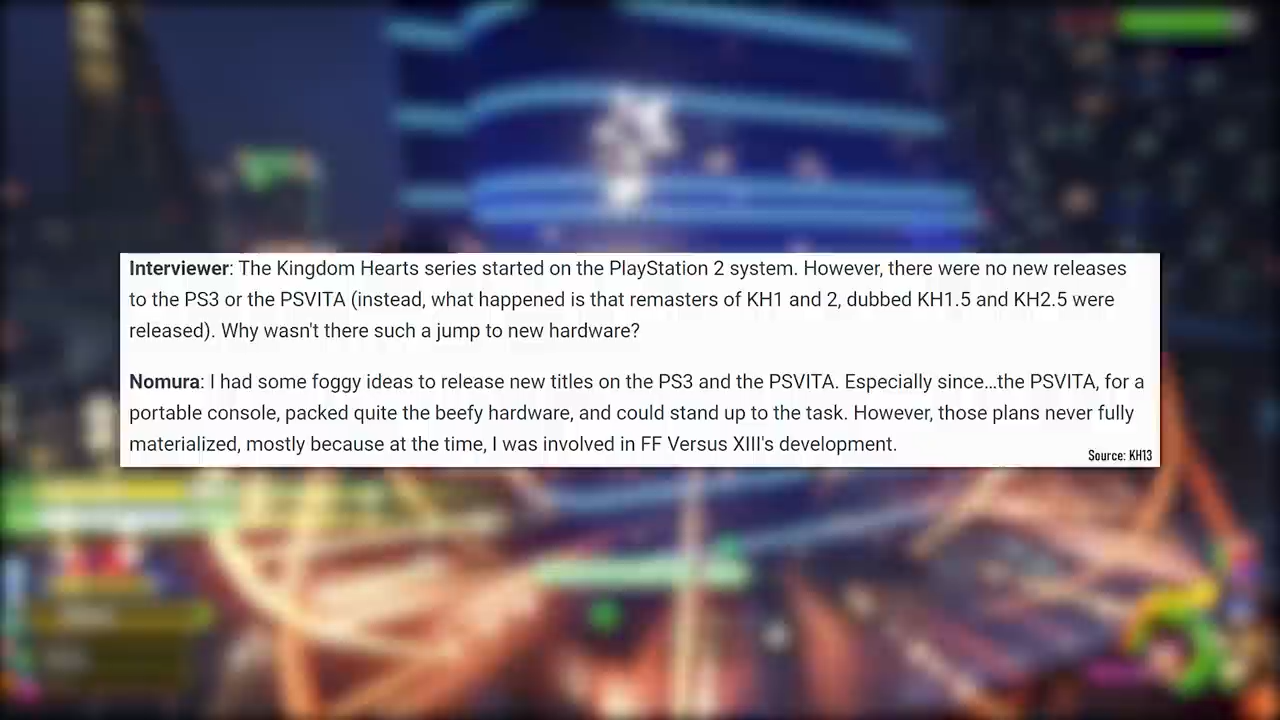 Interviewer: The Kingdom Hearts series started on the PlayStation 2 system. However, there were no new releases
to the PS3 or the PSVITA (instead, what happened is that remasters of KH1 and 2, dubbed KH1.5 and KH2.5 were
released). Why wasn't there such a jump to new hardware?
Nomura: I had some foggy ideas to release new titles on the PS3 and the PSVITA. Especially since...the PSVITA, for a
portable console, packed quite the beefy hardware, and could stand up to the task. However, those plans never fully
materialized, mostly because at the time, I was involved in FF Versus XIII's development.
Source: KH13